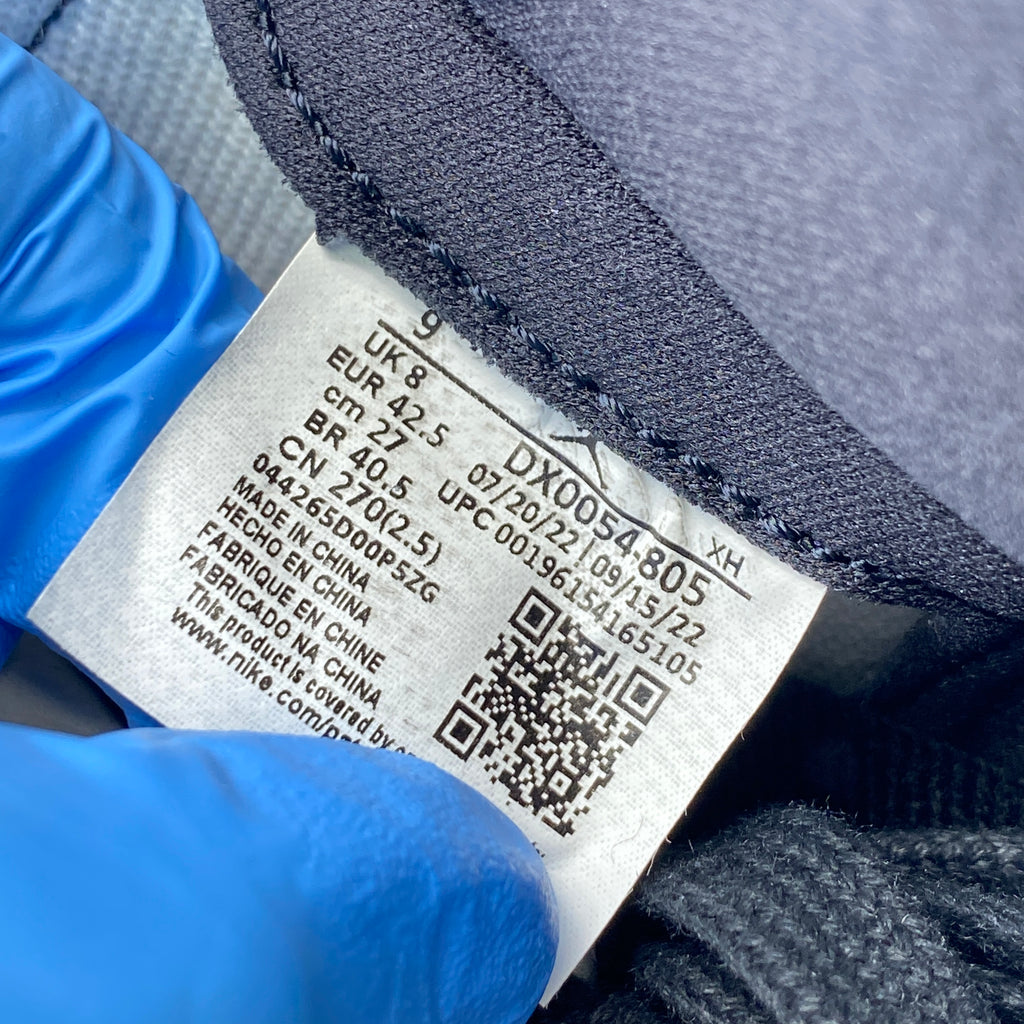 9
UK 8
EUR 42.5
cm 27
BR 40.5
CN 270(2.5)
044265D00P5ZG
MADE IN CHINA
HECHO EN CHINA
FABRIQUE EN CHINE
FABRICADO NA CHINA
This product is covered by
www.nike.com/
XH
DX0054-805
07/20/22 | 09/15/22
UPC 00196154165105